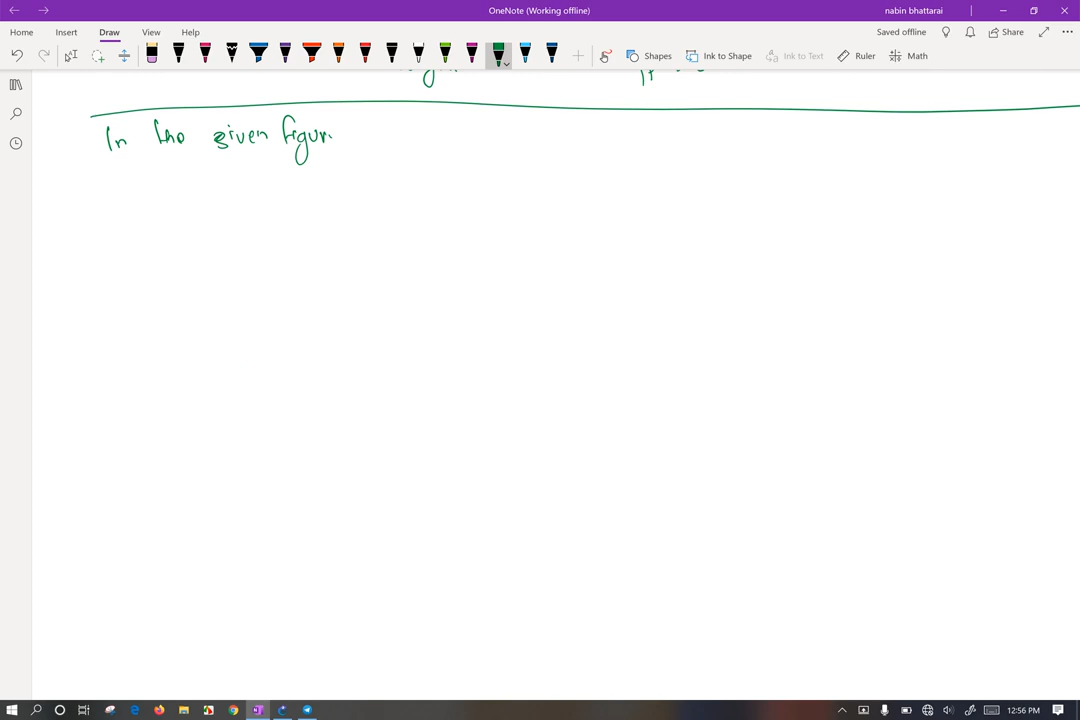 OneNote (Working offline)
nabin bhattarai
Home Insert Draw View Help
Saved offline
Share
Shapes
Ink to Shape
Ink to Text
Ruler
Math
In the given figur
12:56 PM